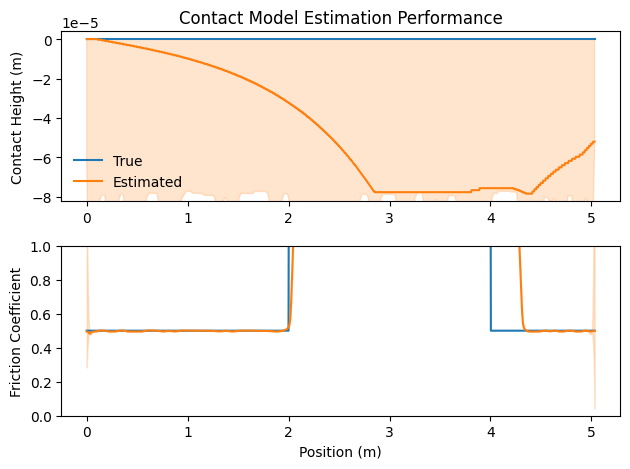 Contact Model Estimation Performance
1e−5
Contact Height (m)
0
−2
−4
−6
−8
True
Estimated
0 1 2 3 4 5
Friction Coefficient
1.0
0.8
0.6
0.4
0.2
0.0
0 1 2 3 4 5
Position (m)